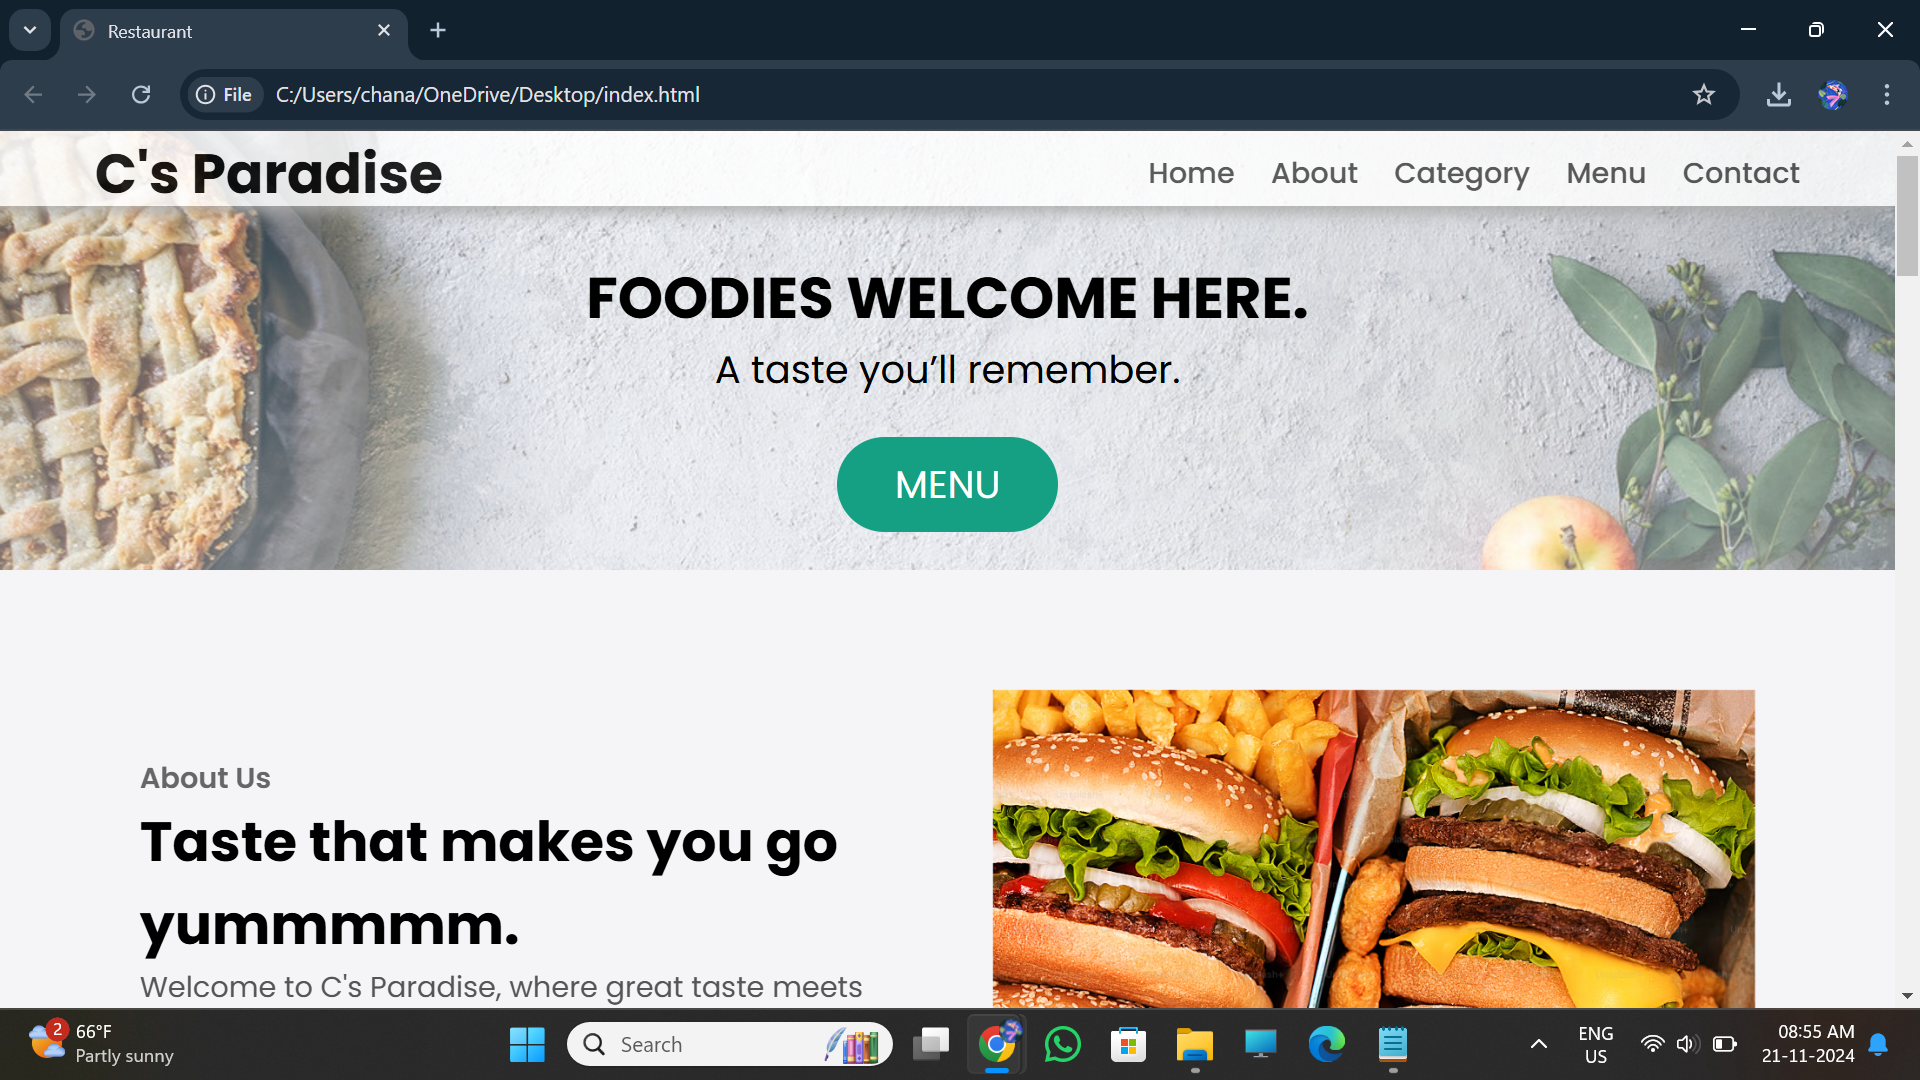 Restaurant
File
C:/Users/chana/OneDrive/Desktop/index.html
C's Paradise
Home
About
Category
Menu
Contact
FOODIES WELCOME HERE.
A taste you’ll remember.
MENU
About Us
Taste that makes you go
yummmmm.
Welcome to C's Paradise, where great taste meets
2
66°F
Partly sunny
Search
ENG
US
08:55 AM
21-11-2024